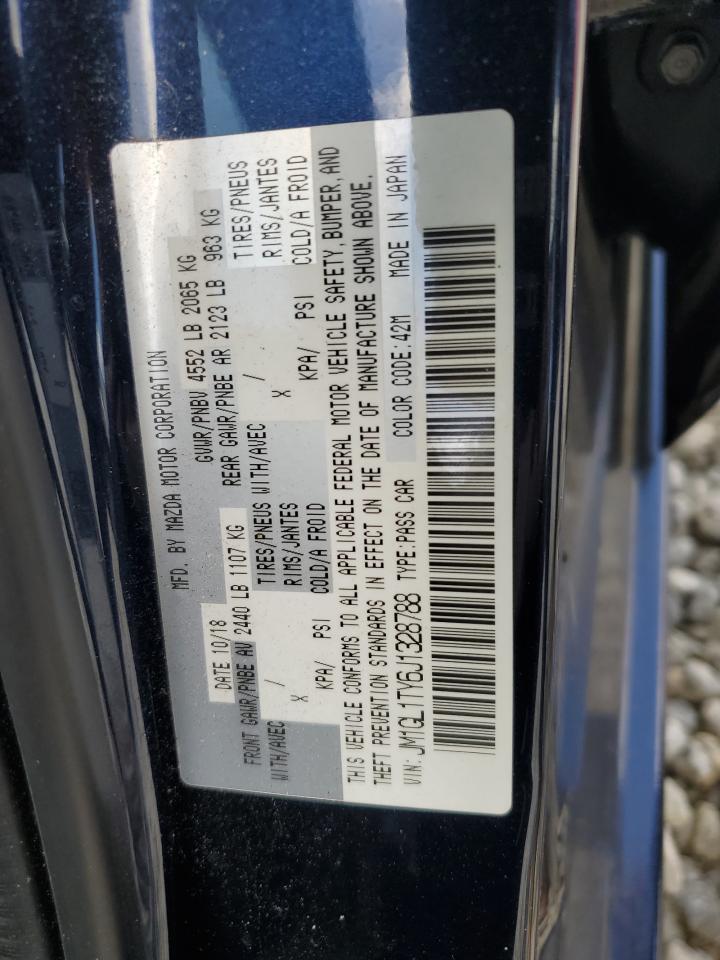 MFD. BY MAZDA MOTOR CORPORATION
DATE 10/18 GVWR/PNBV 4552 LB 2065 KG
FRONT GAWR/PNBE AV 2440 LB 1107 KG REAR GAWR/PNBE AR 2123 LB 963 KG
WITH/AVEC / TIRES/PNEUS WITH/AVEC / TIRES/PNEUS
X RIMS/JANTES X RIMS/JANTES
KPA/ PSI COLD/A FROID KPA/ PSI COLD/A FROID
THIS VEHICLE CONFORMS TO ALL APPLICABLE FEDERAL MOTOR VEHICLE SAFETY, BUMPER, AND
THEFT PREVENTION STANDARDS IN EFFECT ON THE DATE OF MANUFACTURE SHOWN ABOVE.
VIN: JM1GL1TY6J1328788 TYPE:PASS CAR COLOR CODE:42M MADE IN JAPAN